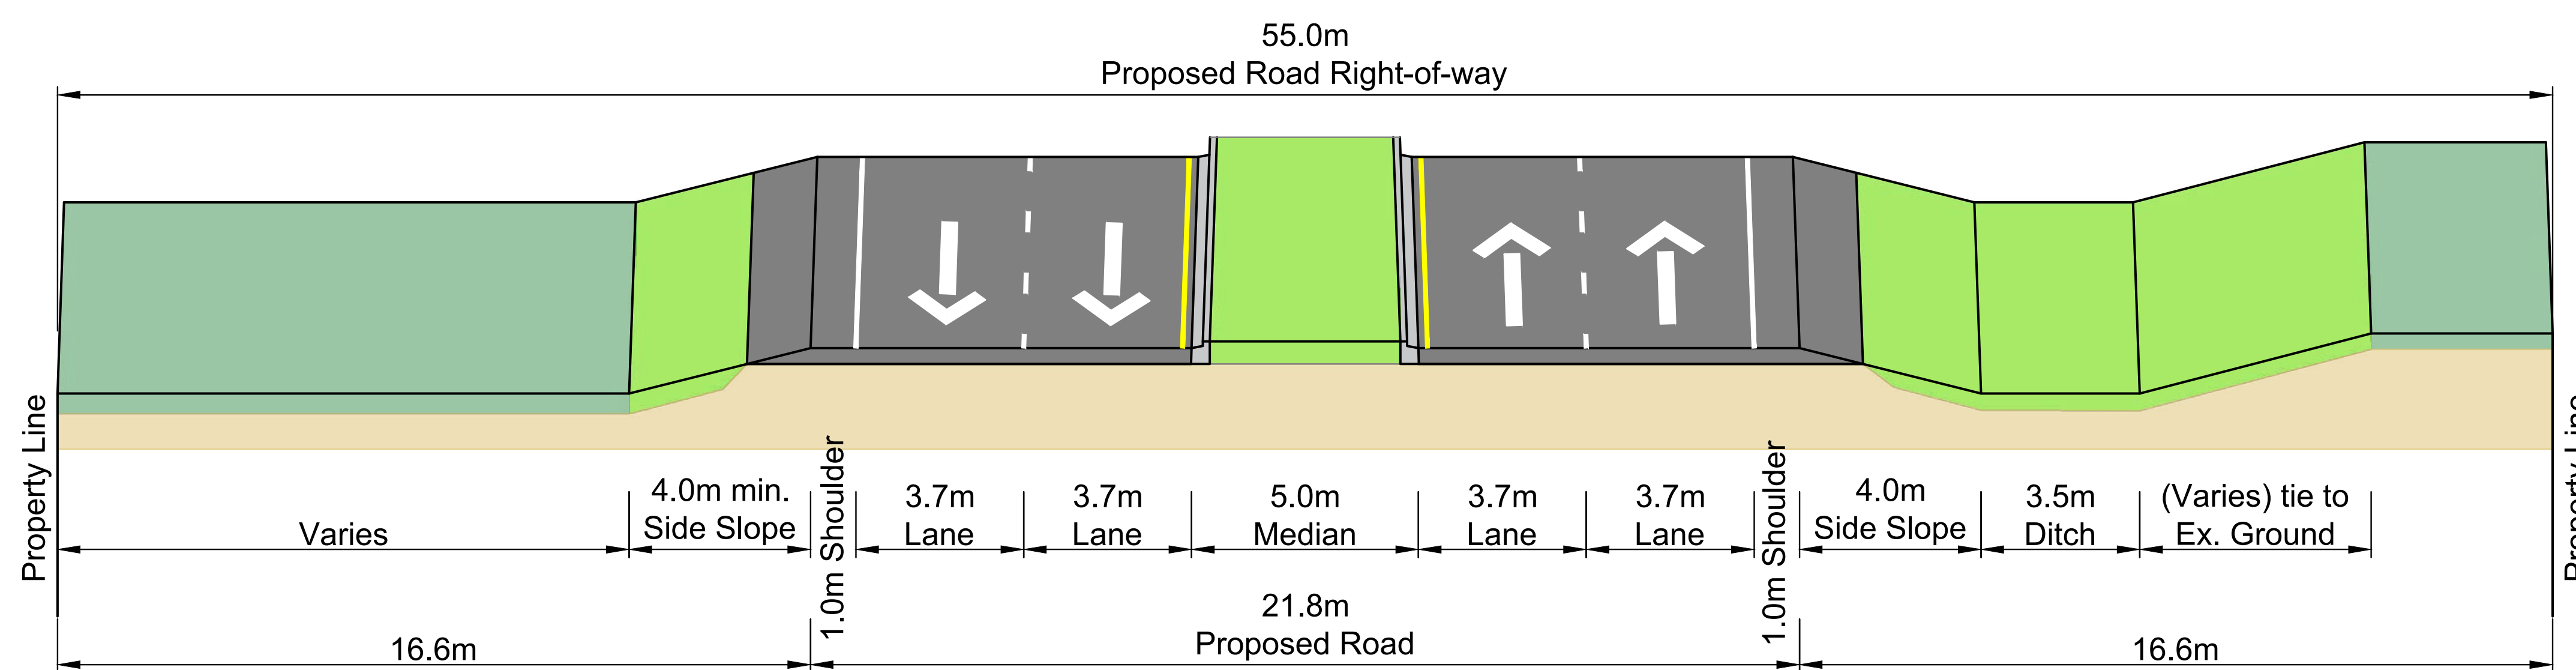 55.0m
Proposed Road Right-of-way
Property Line
Varies
4.0m min.
Side Slope
1.0m Shoulder
3.7m
Lane
3.7m
Lane
5.0m
Median
3.7m
Lane
3.7m
Lane
1.0m Shoulder
4.0m
Side Slope
3.5m
Ditch
(Varies) tie to
Ex. Ground
Property Line
16.6m
21.8m
Proposed Road
16.6m